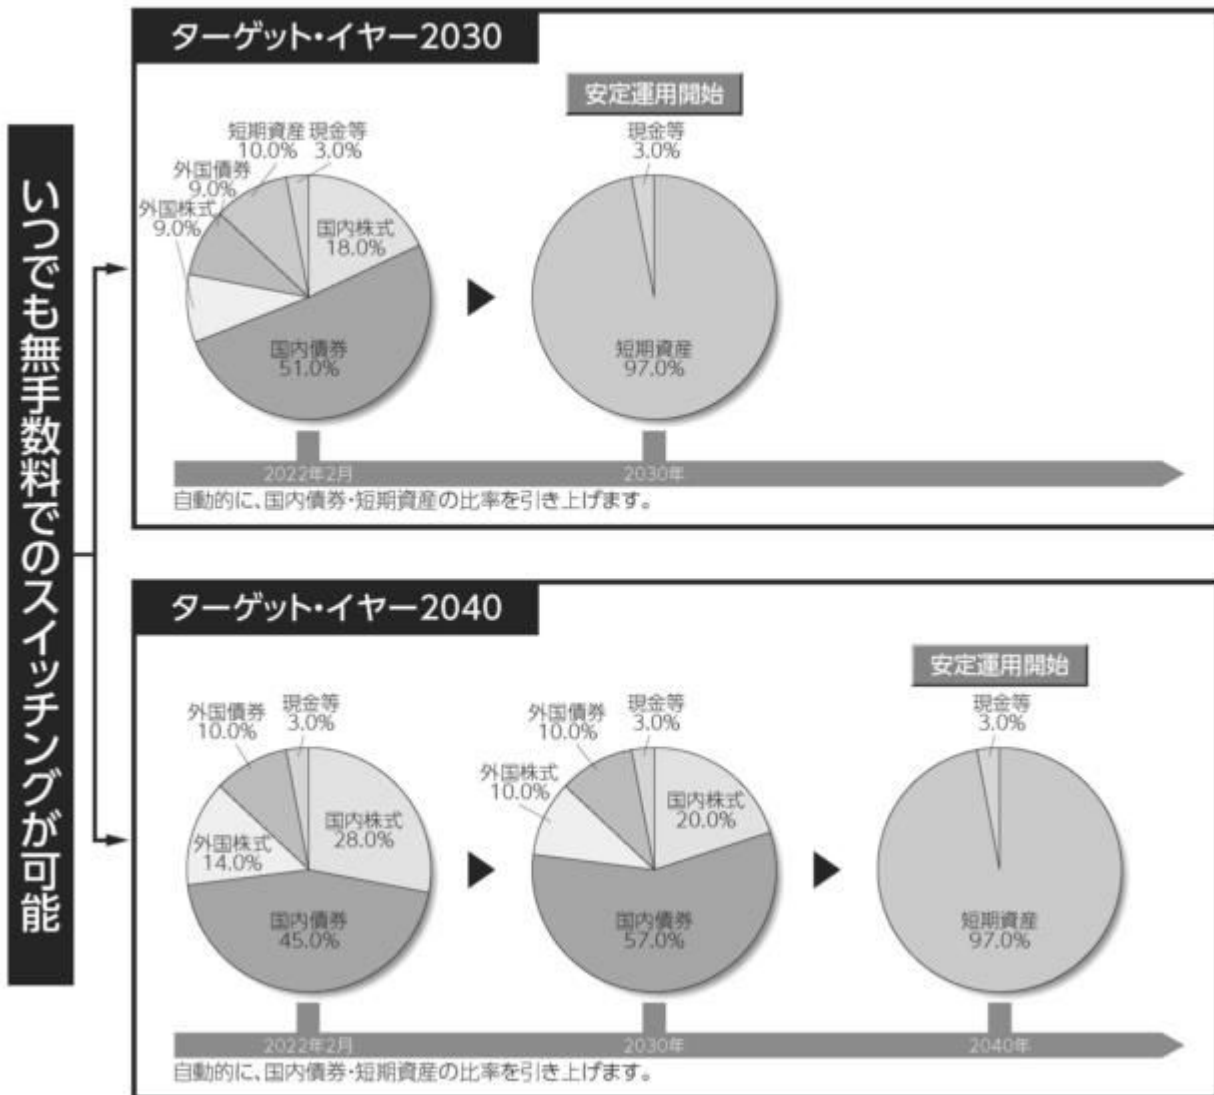 いつでも無手数料でのスイッチングが可能
ターゲット・イヤー2030
安定運用開始
短期資産
10.0%
現金等
3.0%
外国債券
9.0%
外国株式
9.0%
国内株式
18.0%
国内債券
51.0%
現金等
3.0%
短期資産
97.0%
2022年2月
2030年
自動的に、国内債券・短期資産の比率を引き上げます。
ターゲット・イヤー2040
安定運用開始
外国債券
10.0%
現金等
3.0%
国内株式
28.0%
外国株式
14.0%
国内債券
45.0%
外国債券
10.0%
現金等
3.0%
外国株式
10.0%
国内株式
20.0%
国内債券
57.0%
現金等
3.0%
短期資産
97.0%
2022年2月
2030年
2040年
自動的に、国内債券・短期資産の比率を引き上げます。